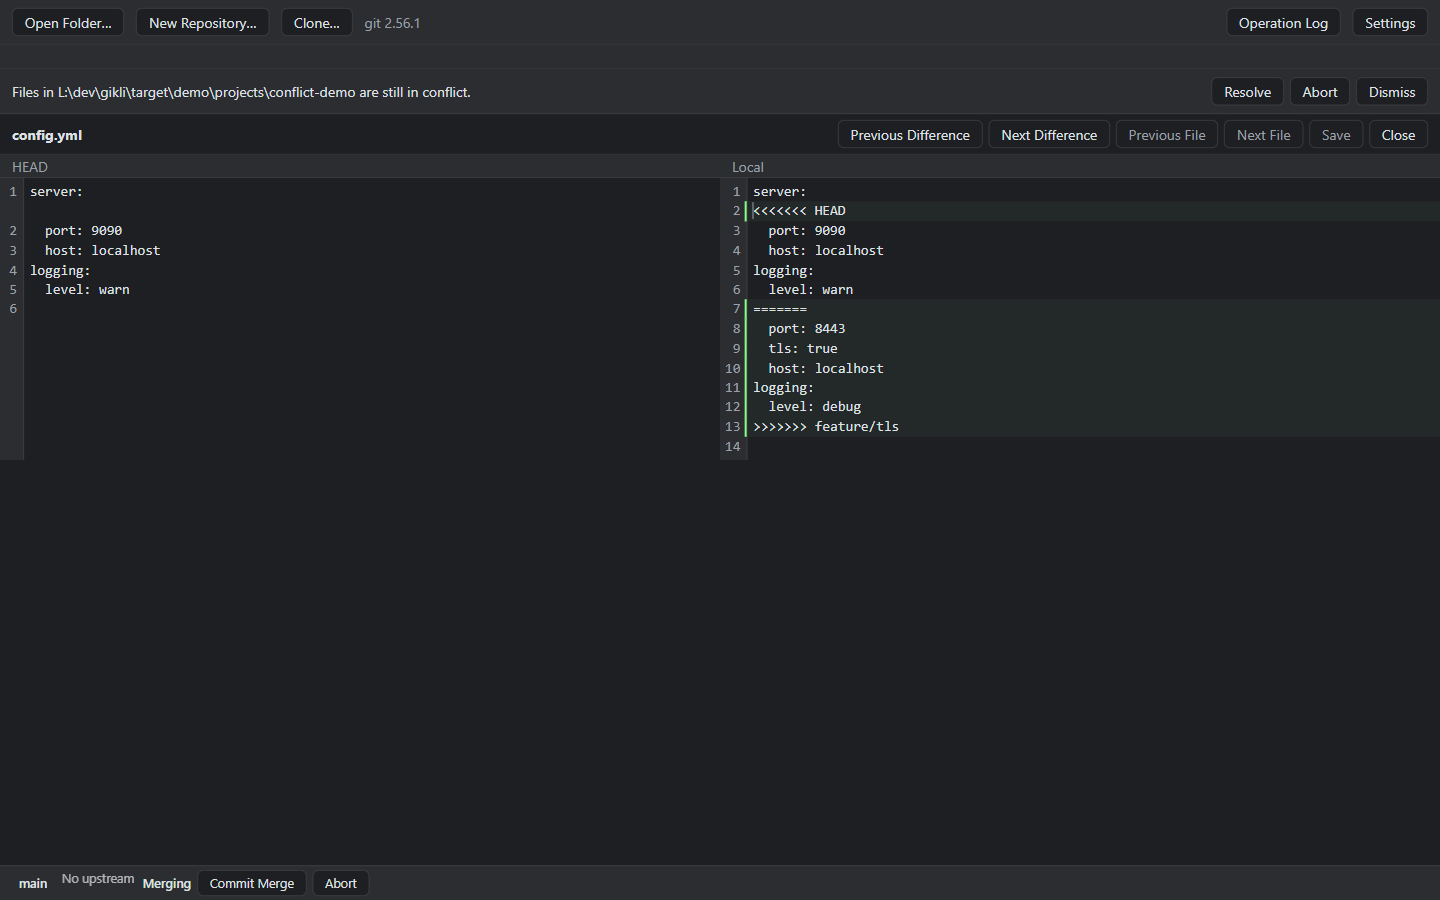 Open Folder... New Repository... Clone... git 2.56.1 Operation Log Settings
Files in L:\dev\gikli\target\demo\projects\conflict-demo are still in conflict. Resolve Abort Dismiss
config.yml Previous Difference Next Difference Previous File Next File Save Close
HEAD
1 server:
2   port: 9090
3   host: localhost
4 logging:
5   level: warn
6
Local
1 server:
2 <<<<<<< HEAD
3   port: 9090
4   host: localhost
5 logging:
6   level: warn
7 =======
8   port: 8443
9   tls: true
10   host: localhost
11 logging:
12   level: debug
13 >>>>>>> feature/tls
14
main No upstream Merging Commit Merge Abort